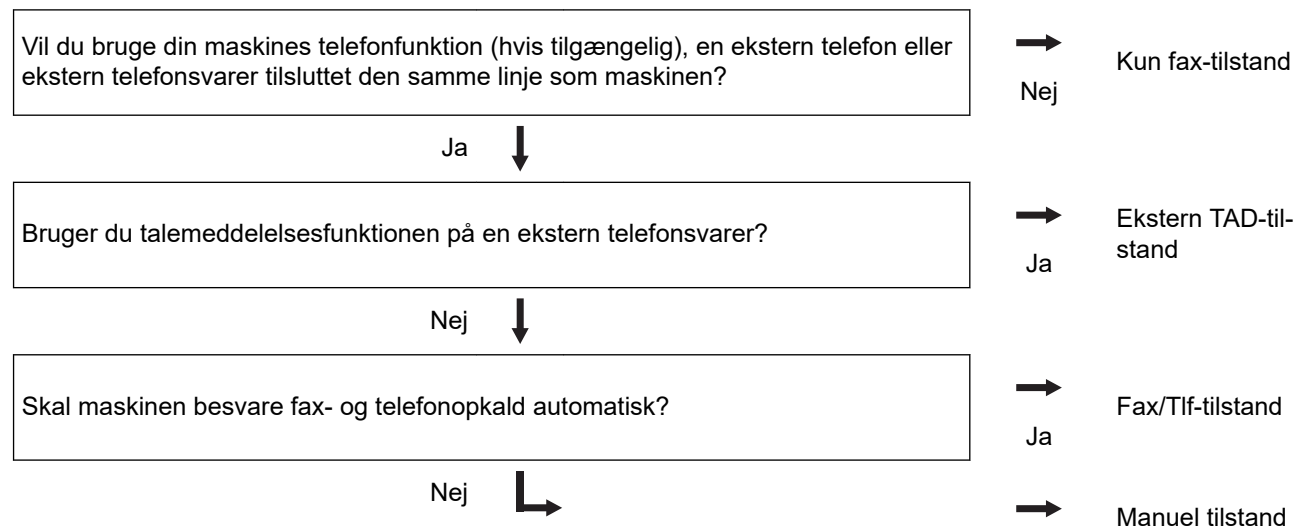 Vil du bruge din maskines telefonfunktion (hvis tilgængelig), en ekstern telefon eller
ekstern telefonsvarer tilsluttet den samme linje som maskinen?
Nej
Kun fax-tilstand
Ja
Bruger du talemeddelelsesfunktionen på en ekstern telefonsvarer?
Ja
Ekstern TAD-til-
stand
Nej
Skal maskinen besvare fax- og telefonopkald automatisk?
Ja
Fax/Tlf-tilstand
Nej
Manuel tilstand